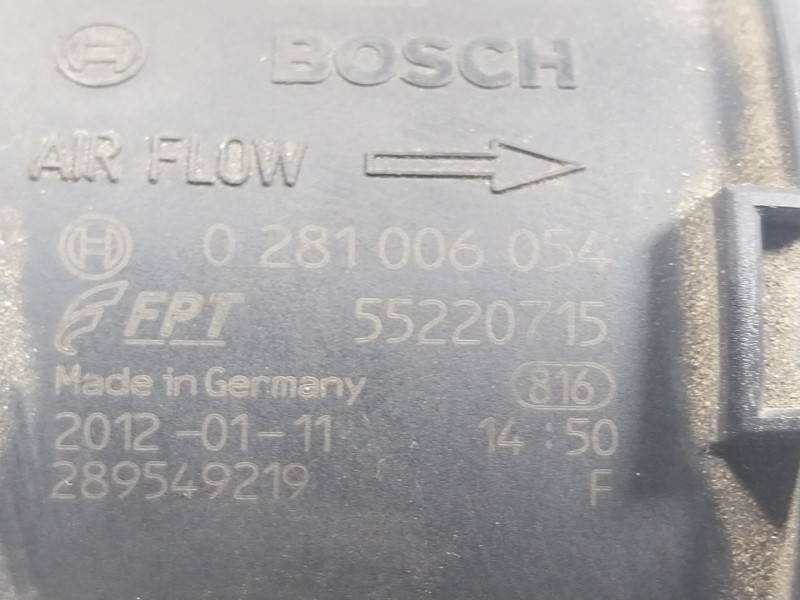 BOSCH
AIR FLOW
0 281 006 054
FPT 55220715
Made in Germany 816
2012-01-11 14:50
289549219 F